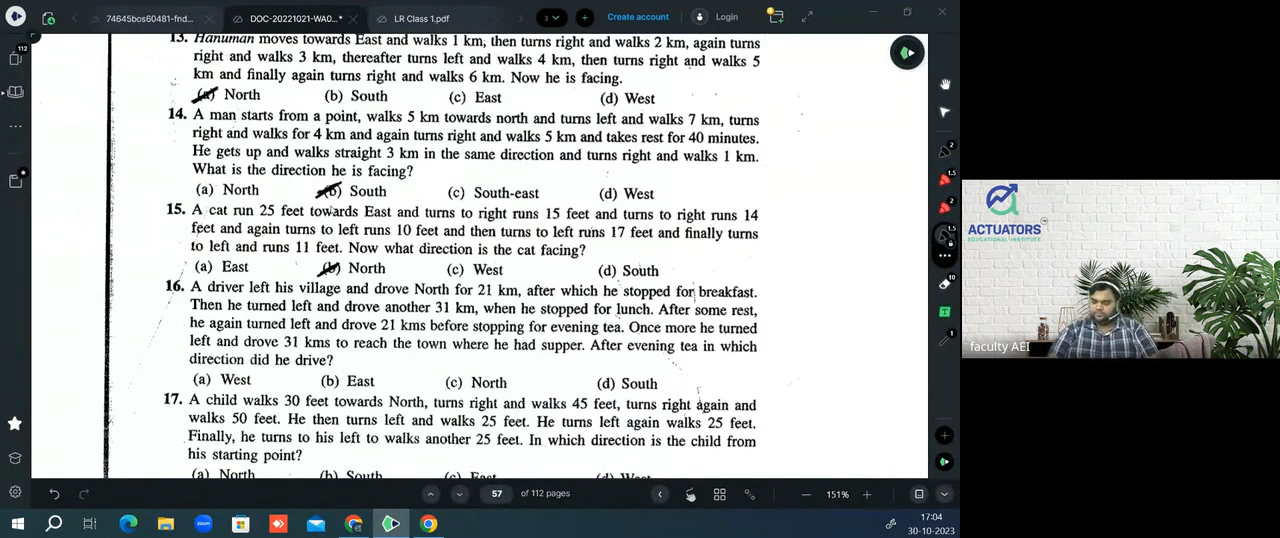 74645bos60481-fnd...
DOC-20221021-WA0...*
LR Class 1.pdf
3
Create account
Login
13. Hanuman moves towards East and walks 1 km, then turns right and walks 2 km, again turns
right and walks 3 km, thereafter turns left and walks 4 km, then turns right and walks 5
km and finally again turns right and walks 6 km. Now he is facing.
(a) North (b) South (c) East (d) West
14. A man starts from a point, walks 5 km towards north and turns left and walks 7 km, turns
right and walks for 4 km and again turns right and walks 5 km and takes rest for 40 minutes.
He gets up and walks straight 3 km in the same direction and turns right and walks 1 km.
What is the direction he is facing?
(a) North (b) South (c) South-east (d) West
15. A cat run 25 feet towards East and turns to right runs 15 feet and turns to right runs 14
feet and again turns to left runs 10 feet and then turns to left runs 17 feet and finally turns
to left and runs 11 feet. Now what direction is the cat facing?
(a) East (b) North (c) West (d) South
16. A driver left his village and drove North for 21 km, after which he stopped for breakfast.
Then he turned left and drove another 31 km, when he stopped for lunch. After some rest,
he again turned left and drove 21 kms before stopping for evening tea. Once more he turned
left and drove 31 kms to reach the town where he had supper. After evening tea in which
direction did he drive?
(a) West (b) East (c) North (d) South
17. A child walks 30 feet towards North, turns right and walks 45 feet, turns right again and
walks 50 feet. He then turns left and walks 25 feet. He turns left again walks 25 feet.
Finally, he turns to his left to walks another 25 feet. In which direction is the child from
his starting point?
(a) North (b) South (c) East (d) West
112
2
1.5
2
1.5
10
T
1
57 of 112 pages
151%
zoom
17:04
30-10-2023
ACTUATORS
EDUCATIONAL INSTITUTE
faculty AEI